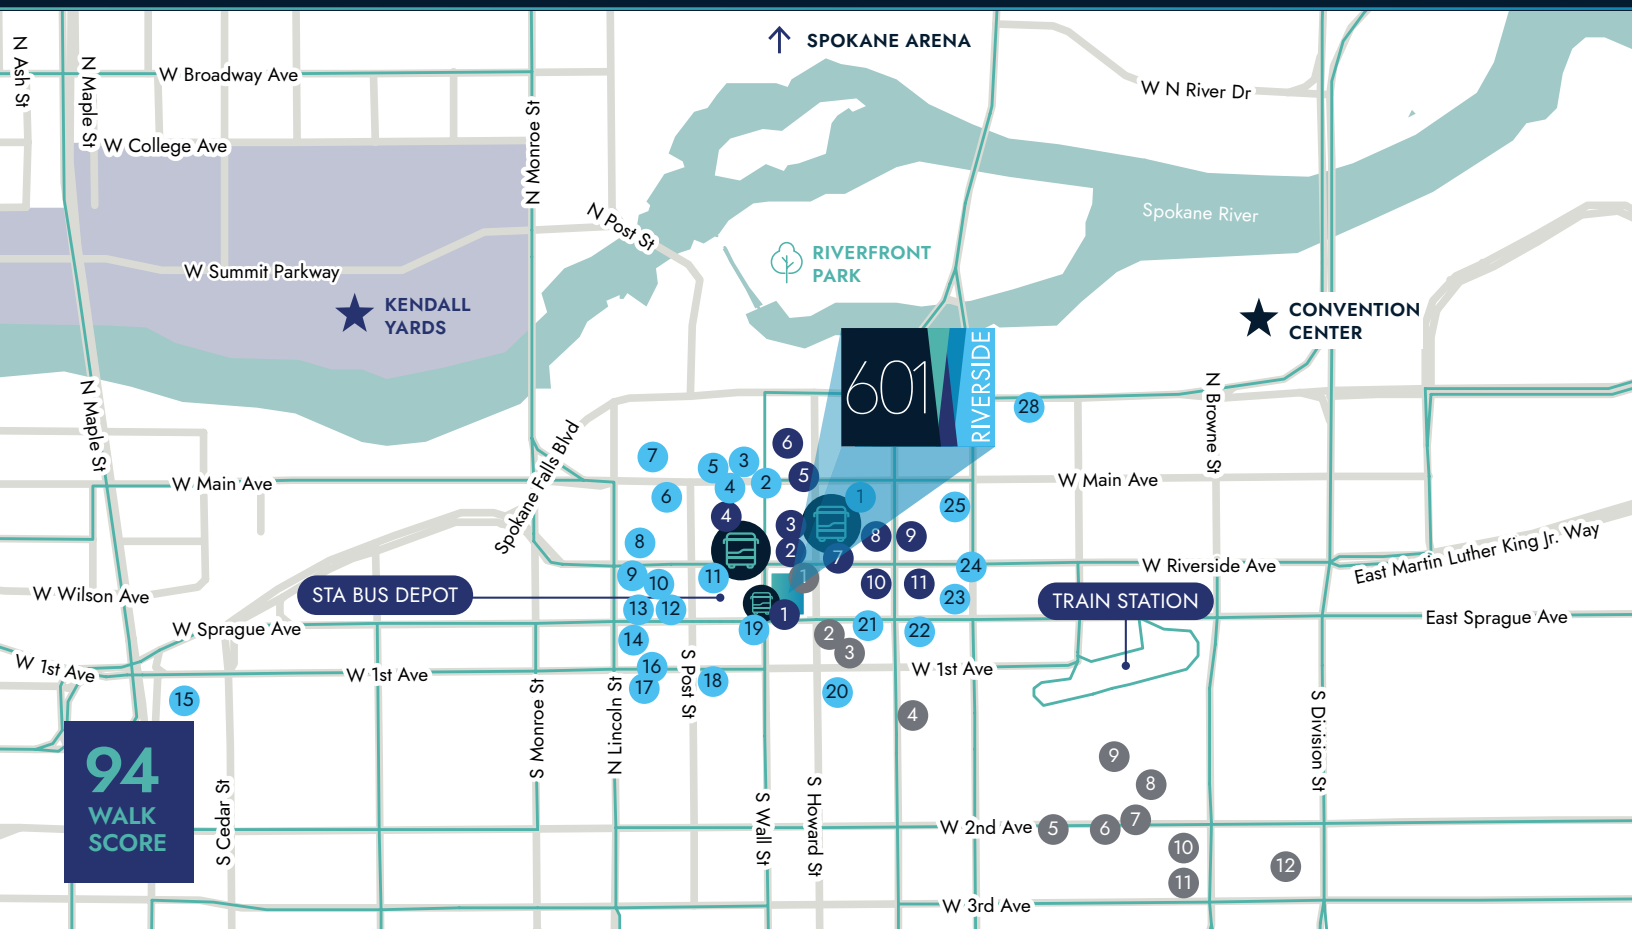 SPOKANE ARENA
N Ash St
N Maple St
W Broadway Ave
W College Ave
N Monroe St
W N River Dr
Spokane River
N Post St
RIVERFRONT
PARK
W Summit Parkway
KENDALL
YARDS
CONVENTION
CENTER
601
RIVERSIDE
N Maple St
N Browne St
28
Spokane Falls Blvd
6
7
5
3
5
4
2
W Main Ave
W Main Ave
6
1
25
4
3
8
2
8
9
7
W Riverside Ave
East Martin Luther King Jr. Way
24
9
10
11
1
10
11
W Wilson Ave
STA BUS DEPOT
13
12
1
23
TRAIN STATION
W Sprague Ave
19
21
22
East Sprague Ave
14
2
3
W 1st Ave
W 1st Ave
16
W 1st Ave
15
17
18
20
S Post St
4
S Monroe St
N Lincoln St
S Division St
94
WALK
SCORE
S Cedar St
S Wall St
S Howard St
9
8
W 2nd Ave
5
6
7
10
12
11
W 3rd Ave